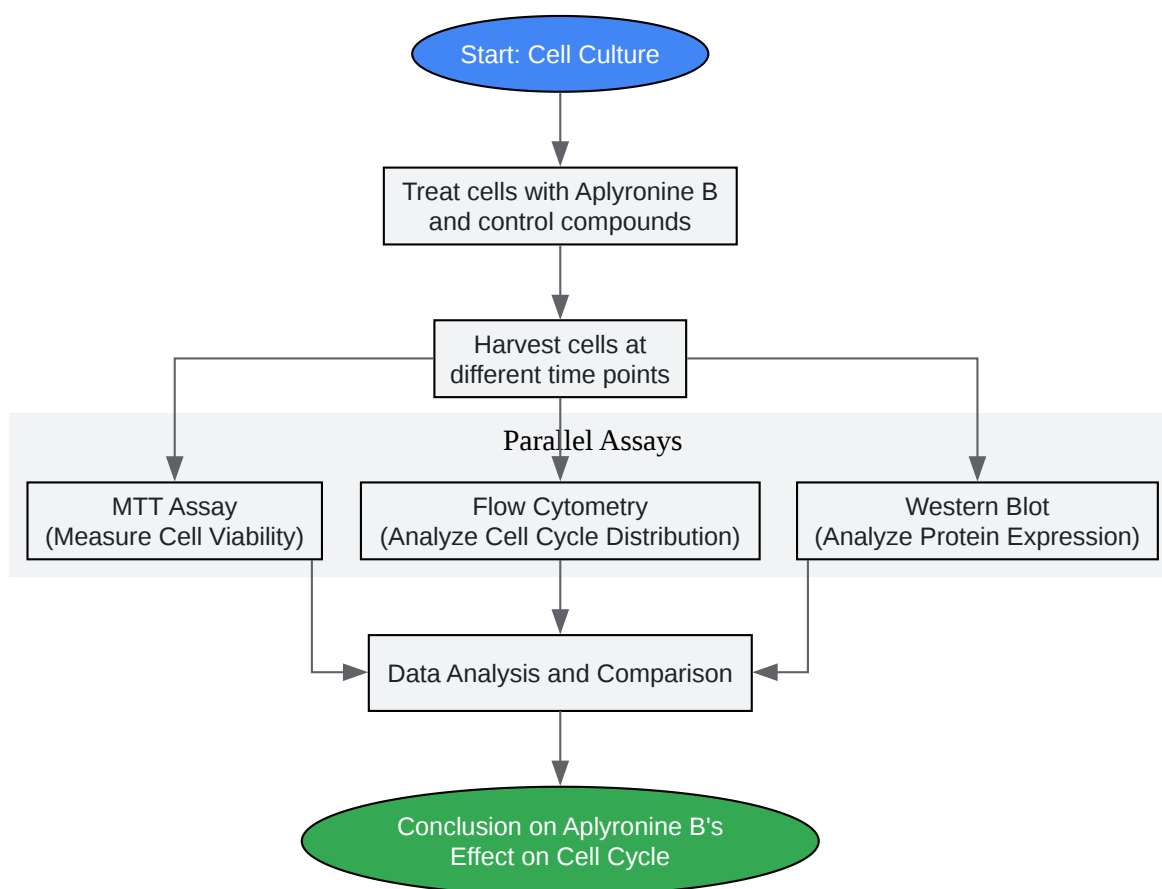 Start: Cell Culture
Treat cells with Aplyronine B
and control compounds
Harvest cells at
different time points
Parallel Assays
MTT Assay
(Measure Cell Viability)
Flow Cytometry
(Analyze Cell Cycle Distribution)
Western Blot
(Analyze Protein Expression)
Data Analysis and Comparison
Conclusion on Aplyronine B's
Effect on Cell Cycle